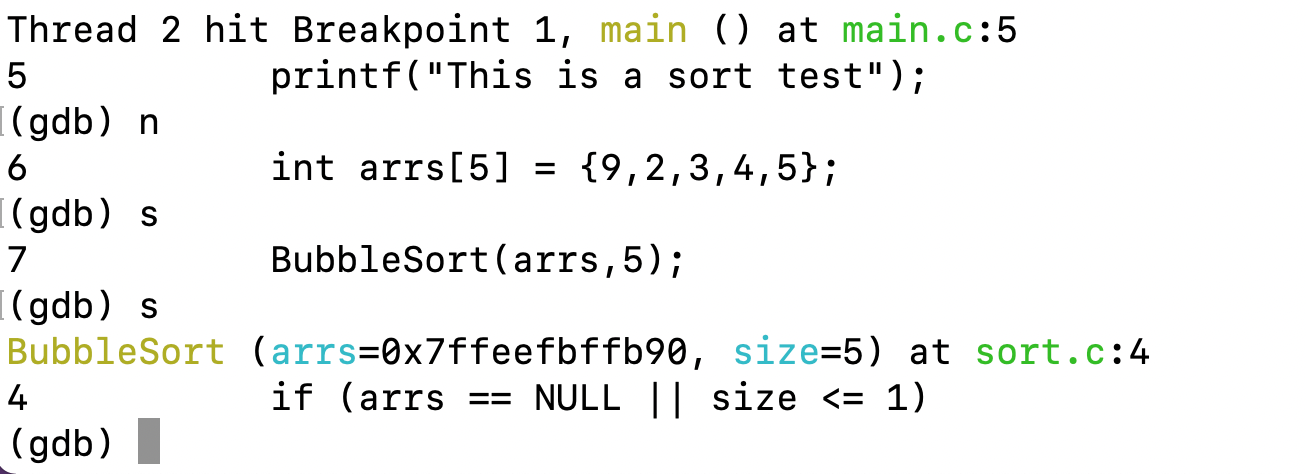 Thread 2 hit Breakpoint 1, main () at main.c:5
5           printf("This is a sort test");
(gdb) n
6           int arrs[5] = {9,2,3,4,5};
(gdb) s
7           BubbleSort(arrs,5);
(gdb) s
BubbleSort (arrs=0x7ffeefbffb90, size=5) at sort.c:4
4           if (arrs == NULL || size <= 1)
(gdb)